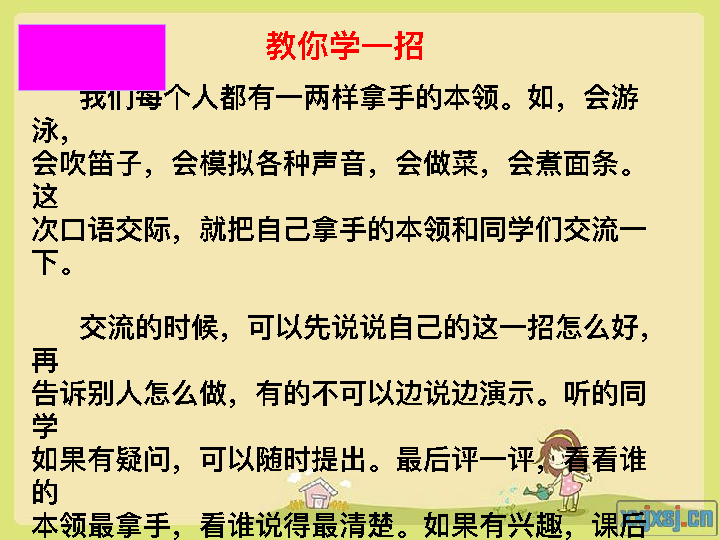 教你学一招
我们每个人都有一两样拿手的本领。如，会游
泳，
会吹笛子，会模拟各种声音，会做菜，会煮面条。
这
次口语交际，就把自己拿手的本领和同学们交流一
下。
交流的时候，可以先说说自己的这一招怎么好，
再
告诉别人怎么做，有的不可以边说边演示。听的同
学
如果有疑问，可以随时提出。最后评一评，看看谁
的
本领最拿手，看谁说得最清楚。如果有兴趣，课后